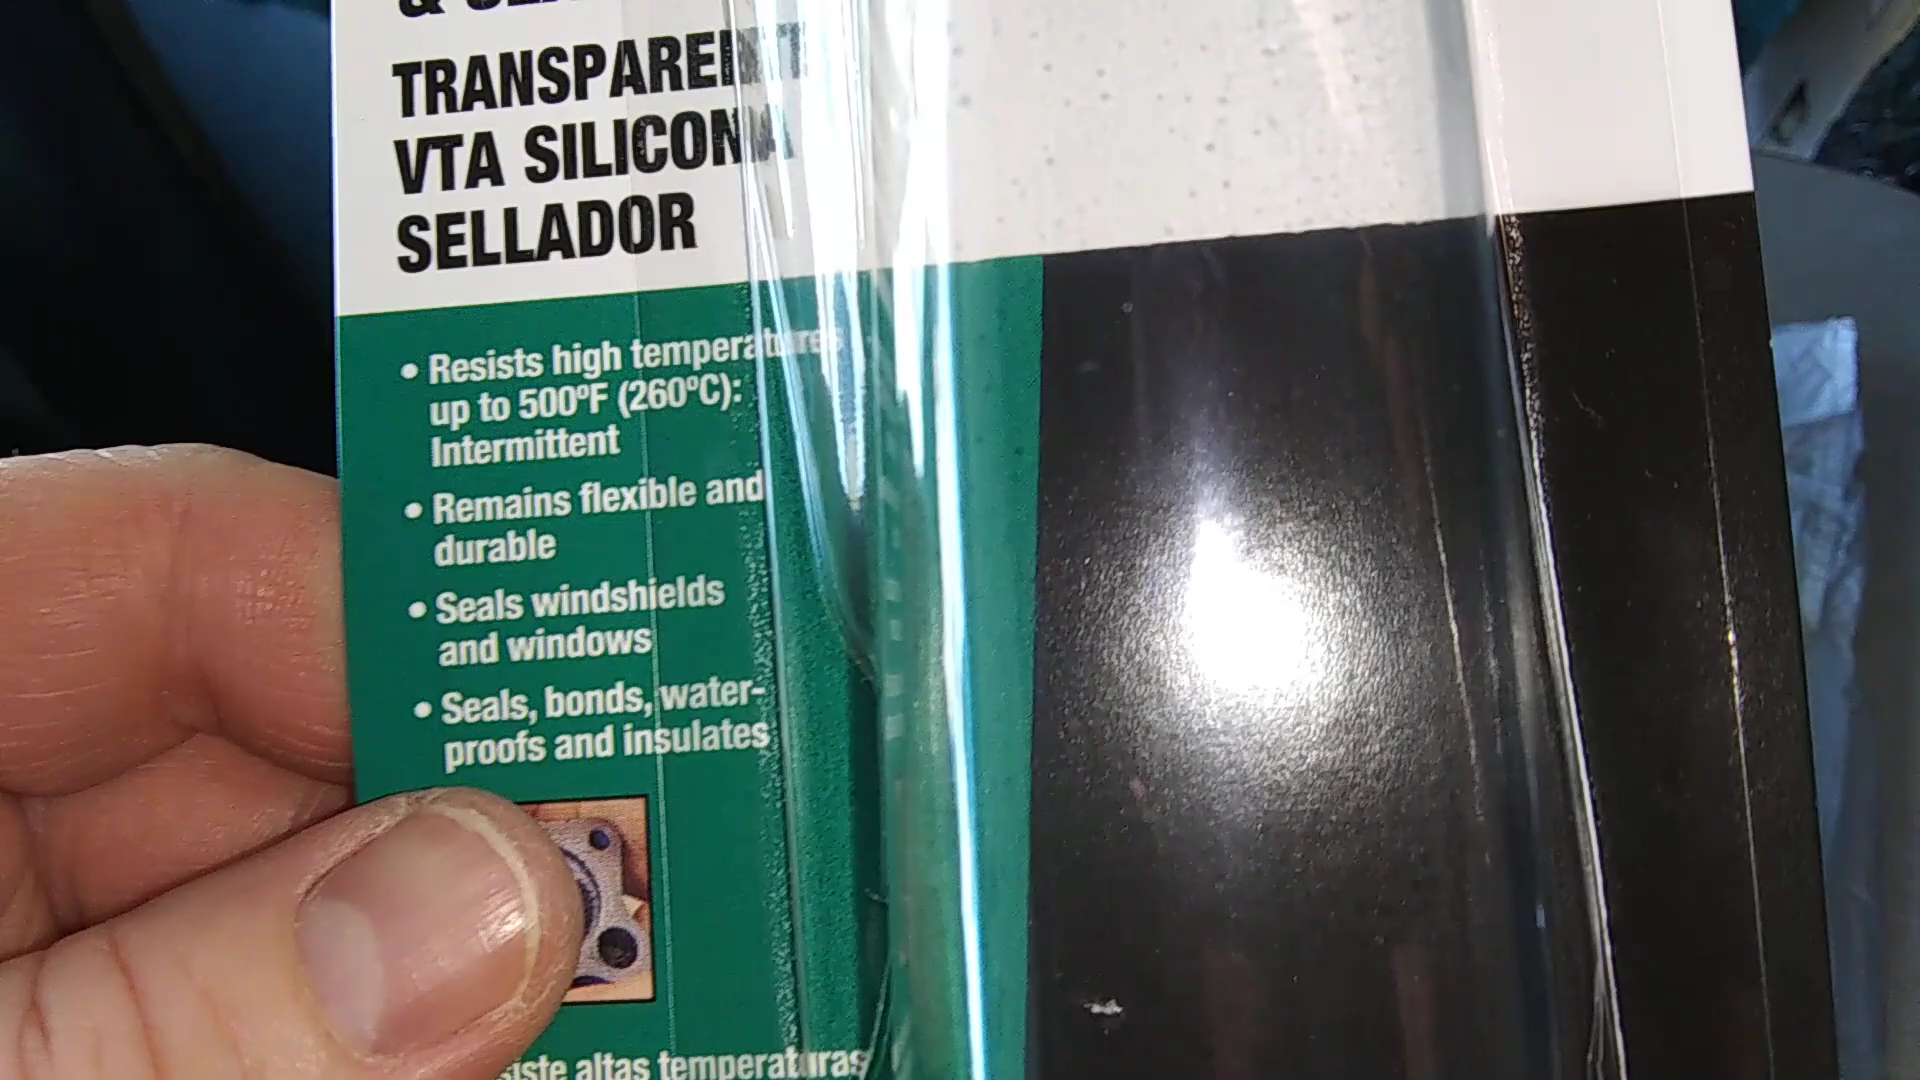 &
TRANSPARENT
VTA SILICONA
SELLADOR
• Resists high temperatures
up to 500ºF (260ºC):
Intermittent
• Remains flexible and
durable
• Seals windshields
and windows
• Seals, bonds, water-
proofs and insulates
altas temperaturas